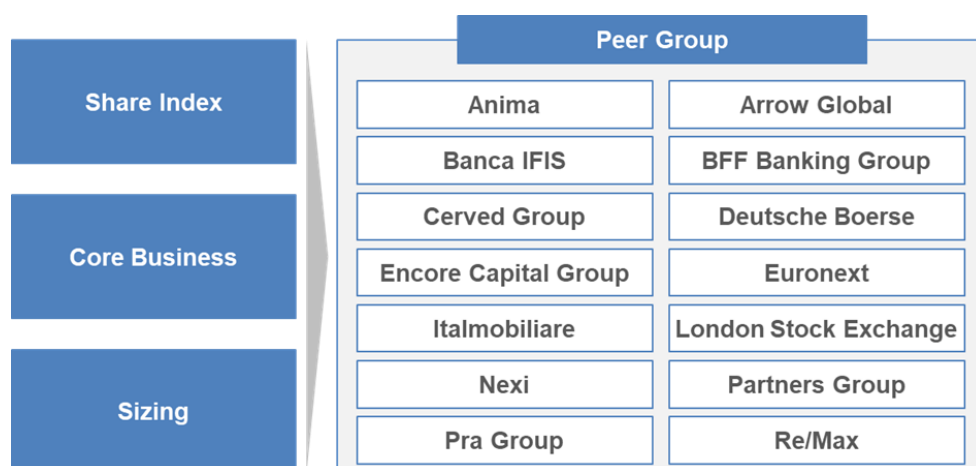 Share Index
Core Business
Sizing
Peer Group
Anima
Arrow Global
Banca IFIS
BFF Banking Group
Cerved Group
Deutsche Boerse
Encore Capital Group
Euronext
Italmobiliare
London Stock Exchange
Nexi
Partners Group
Pra Group
Re/Max